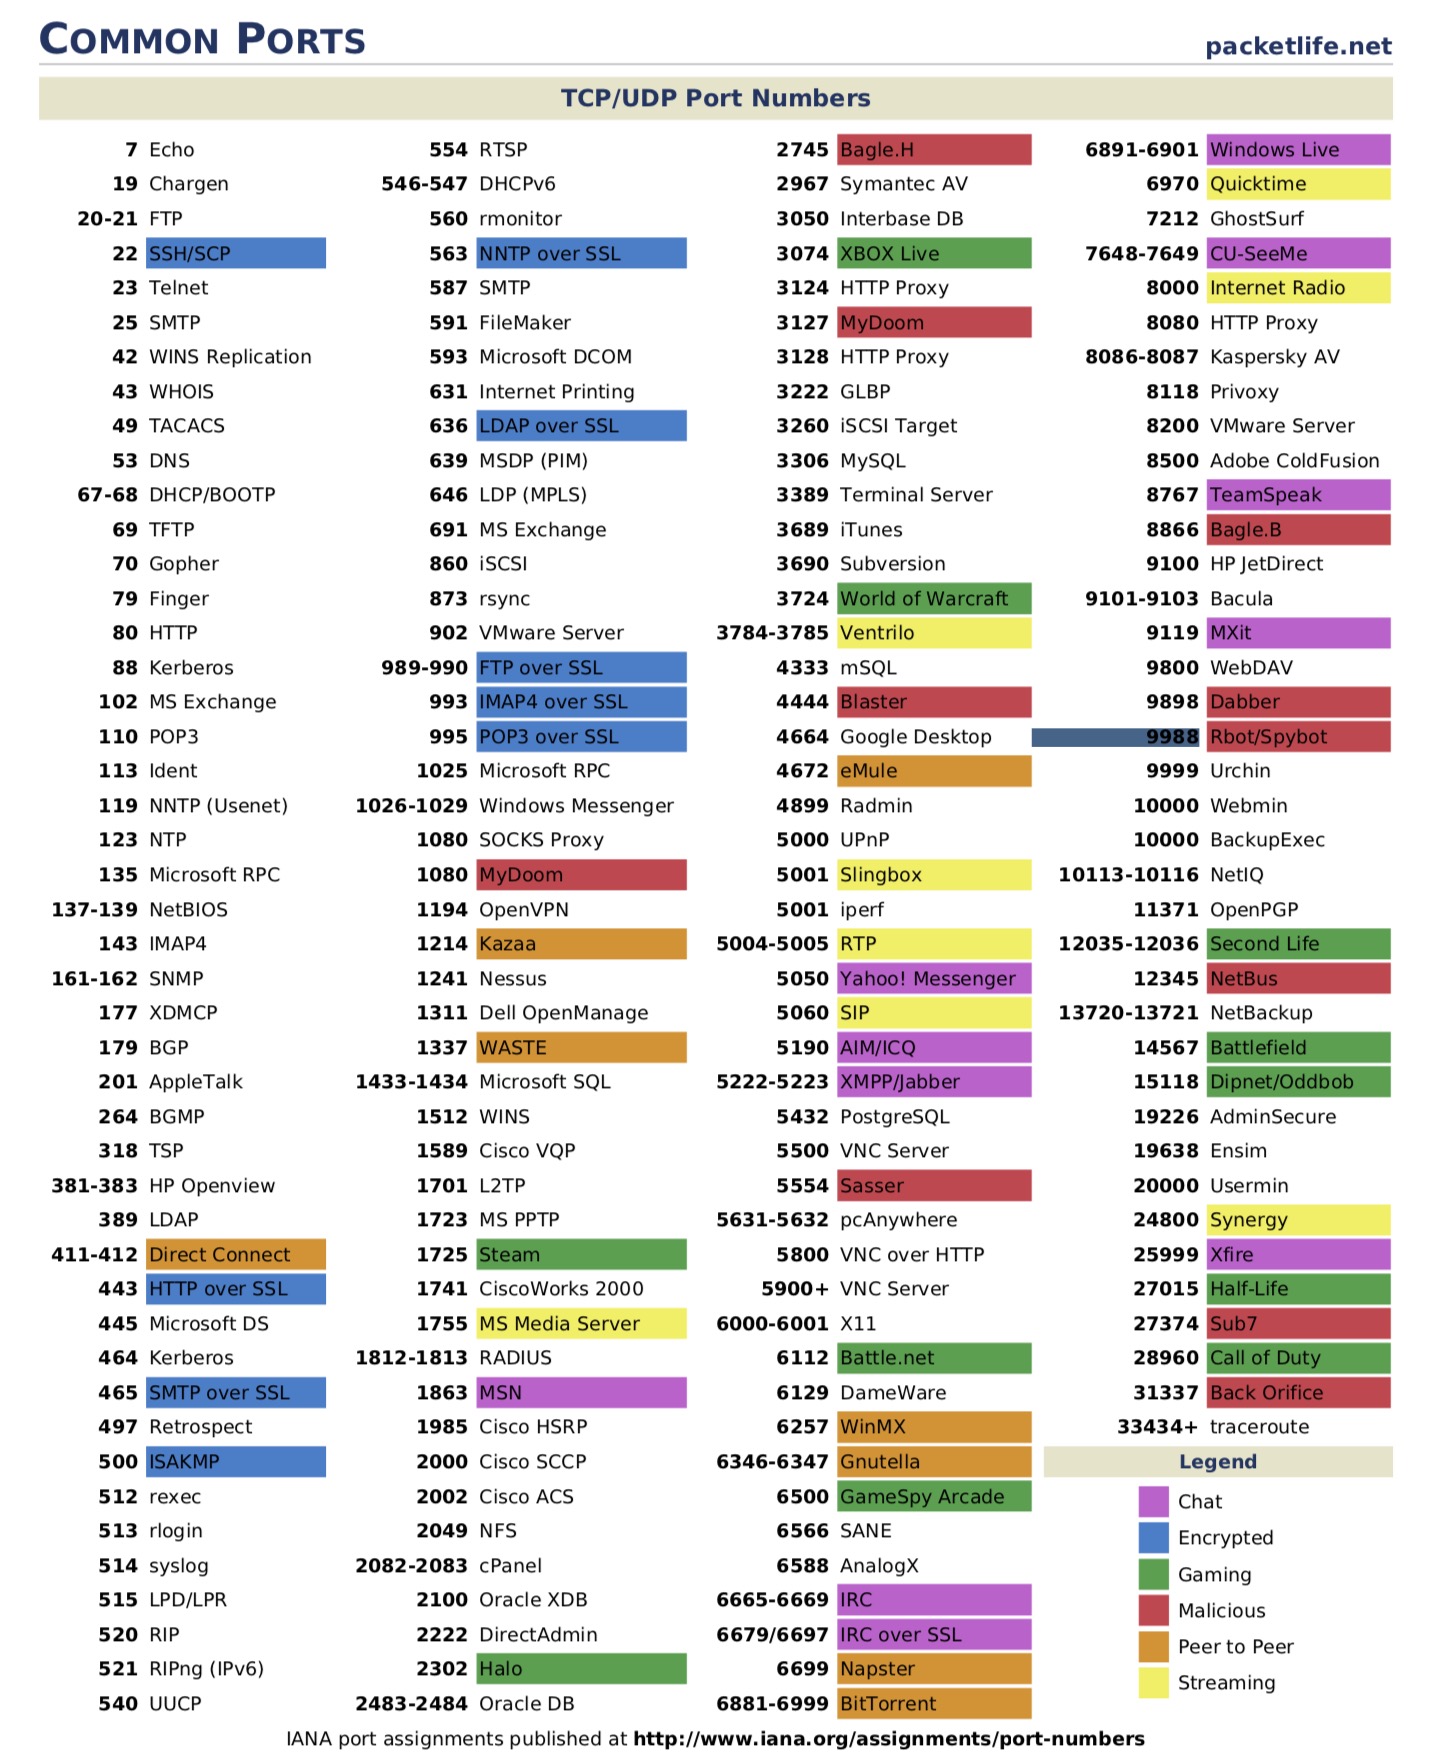 COMMON PORTS
packetlife.net
TCP/UDP Port Numbers
7 Echo
19 Chargen
20-21 FTP
22 SSH/SCP
23 Telnet
25 SMTP
42 WINS Replication
43 WHOIS
49 TACACS
53 DNS
67-68 DHCP/BOOTP
69 TFTP
70 Gopher
79 Finger
80 HTTP
88 Kerberos
102 MS Exchange
110 POP3
113 Ident
119 NNTP (Usenet)
123 NTP
135 Microsoft RPC
137-139 NetBIOS
143 IMAP4
161-162 SNMP
177 XDMCP
179 BGP
201 AppleTalk
264 BGMP
318 TSP
381-383 HP Openview
389 LDAP
411-412 Direct Connect
443 HTTP over SSL
445 Microsoft DS
464 Kerberos
465 SMTP over SSL
497 Retrospect
500 ISAKMP
512 rexec
513 rlogin
514 syslog
515 LPD/LPR
520 RIP
521 RIPng (IPv6)
540 UUCP
554 RTSP
546-547 DHCPv6
560 rmonitor
563 NNTP over SSL
587 SMTP
591 FileMaker
593 Microsoft DCOM
631 Internet Printing
636 LDAP over SSL
639 MSDP (PIM)
646 LDP (MPLS)
691 MS Exchange
860 iSCSI
873 rsync
902 VMware Server
989-990 FTP over SSL
993 IMAP4 over SSL
995 POP3 over SSL
1025 Microsoft RPC
1026-1029 Windows Messenger
1080 SOCKS Proxy
1080 MyDoom
1194 OpenVPN
1214 Kazaa
1241 Nessus
1311 Dell OpenManage
1337 WASTE
1433-1434 Microsoft SQL
1512 WINS
1589 Cisco VQP
1701 L2TP
1723 MS PPTP
1725 Steam
1741 CiscoWorks 2000
1755 MS Media Server
1812-1813 RADIUS
1863 MSN
1985 Cisco HSRP
2000 Cisco SCCP
2002 Cisco ACS
2049 NFS
2082-2083 cPanel
2100 Oracle XDB
2222 DirectAdmin
2302 Halo
2483-2484 Oracle DB
2745 Bagle.H
2967 Symantec AV
3050 Interbase DB
3074 XBOX Live
3124 HTTP Proxy
3127 MyDoom
3128 HTTP Proxy
3222 GLBP
3260 iSCSI Target
3306 MySQL
3389 Terminal Server
3689 iTunes
3690 Subversion
3724 World of Warcraft
3784-3785 Ventrilo
4333 mSQL
4444 Blaster
4664 Google Desktop
4672 eMule
4899 Radmin
5000 UPnP
5001 Slingbox
5001 iperf
5004-5005 RTP
5050 Yahoo! Messenger
5060 SIP
5190 AIM/ICQ
5222-5223 XMPP/Jabber
5432 PostgreSQL
5500 VNC Server
5554 Sasser
5631-5632 pcAnywhere
5800 VNC over HTTP
5900+ VNC Server
6000-6001 X11
6112 Battle.net
6129 DameWare
6257 WinMX
6346-6347 Gnutella
6500 GameSpy Arcade
6566 SANE
6588 AnalogX
6665-6669 IRC
6679/6697 IRC over SSL
6699 Napster
6881-6999 BitTorrent
6891-6901 Windows Live
6970 Quicktime
7212 GhostSurf
7648-7649 CU-SeeMe
8000 Internet Radio
8080 HTTP Proxy
8086-8087 Kaspersky AV
8118 Privoxy
8200 VMware Server
8500 Adobe ColdFusion
8767 TeamSpeak
8866 Bagle.B
9100 HP JetDirect
9101-9103 Bacula
9119 MXit
9800 WebDAV
9898 Dabber
9988 Rbot/Spybot
9999 Urchin
10000 Webmin
10000 BackupExec
10113-10116 NetIQ
11371 OpenPGP
12035-12036 Second Life
12345 NetBus
13720-13721 NetBackup
14567 Battlefield
15118 Dipnet/Oddbob
19226 AdminSecure
19638 Ensim
20000 Usermin
24800 Synergy
25999 Xfire
27015 Half-Life
27374 Sub7
28960 Call of Duty
31337 Back Orifice
33434+ traceroute
Legend
Chat
Encrypted
Gaming
Malicious
Peer to Peer
Streaming
IANA port assignments published at http://www.iana.org/assignments/port-numbers